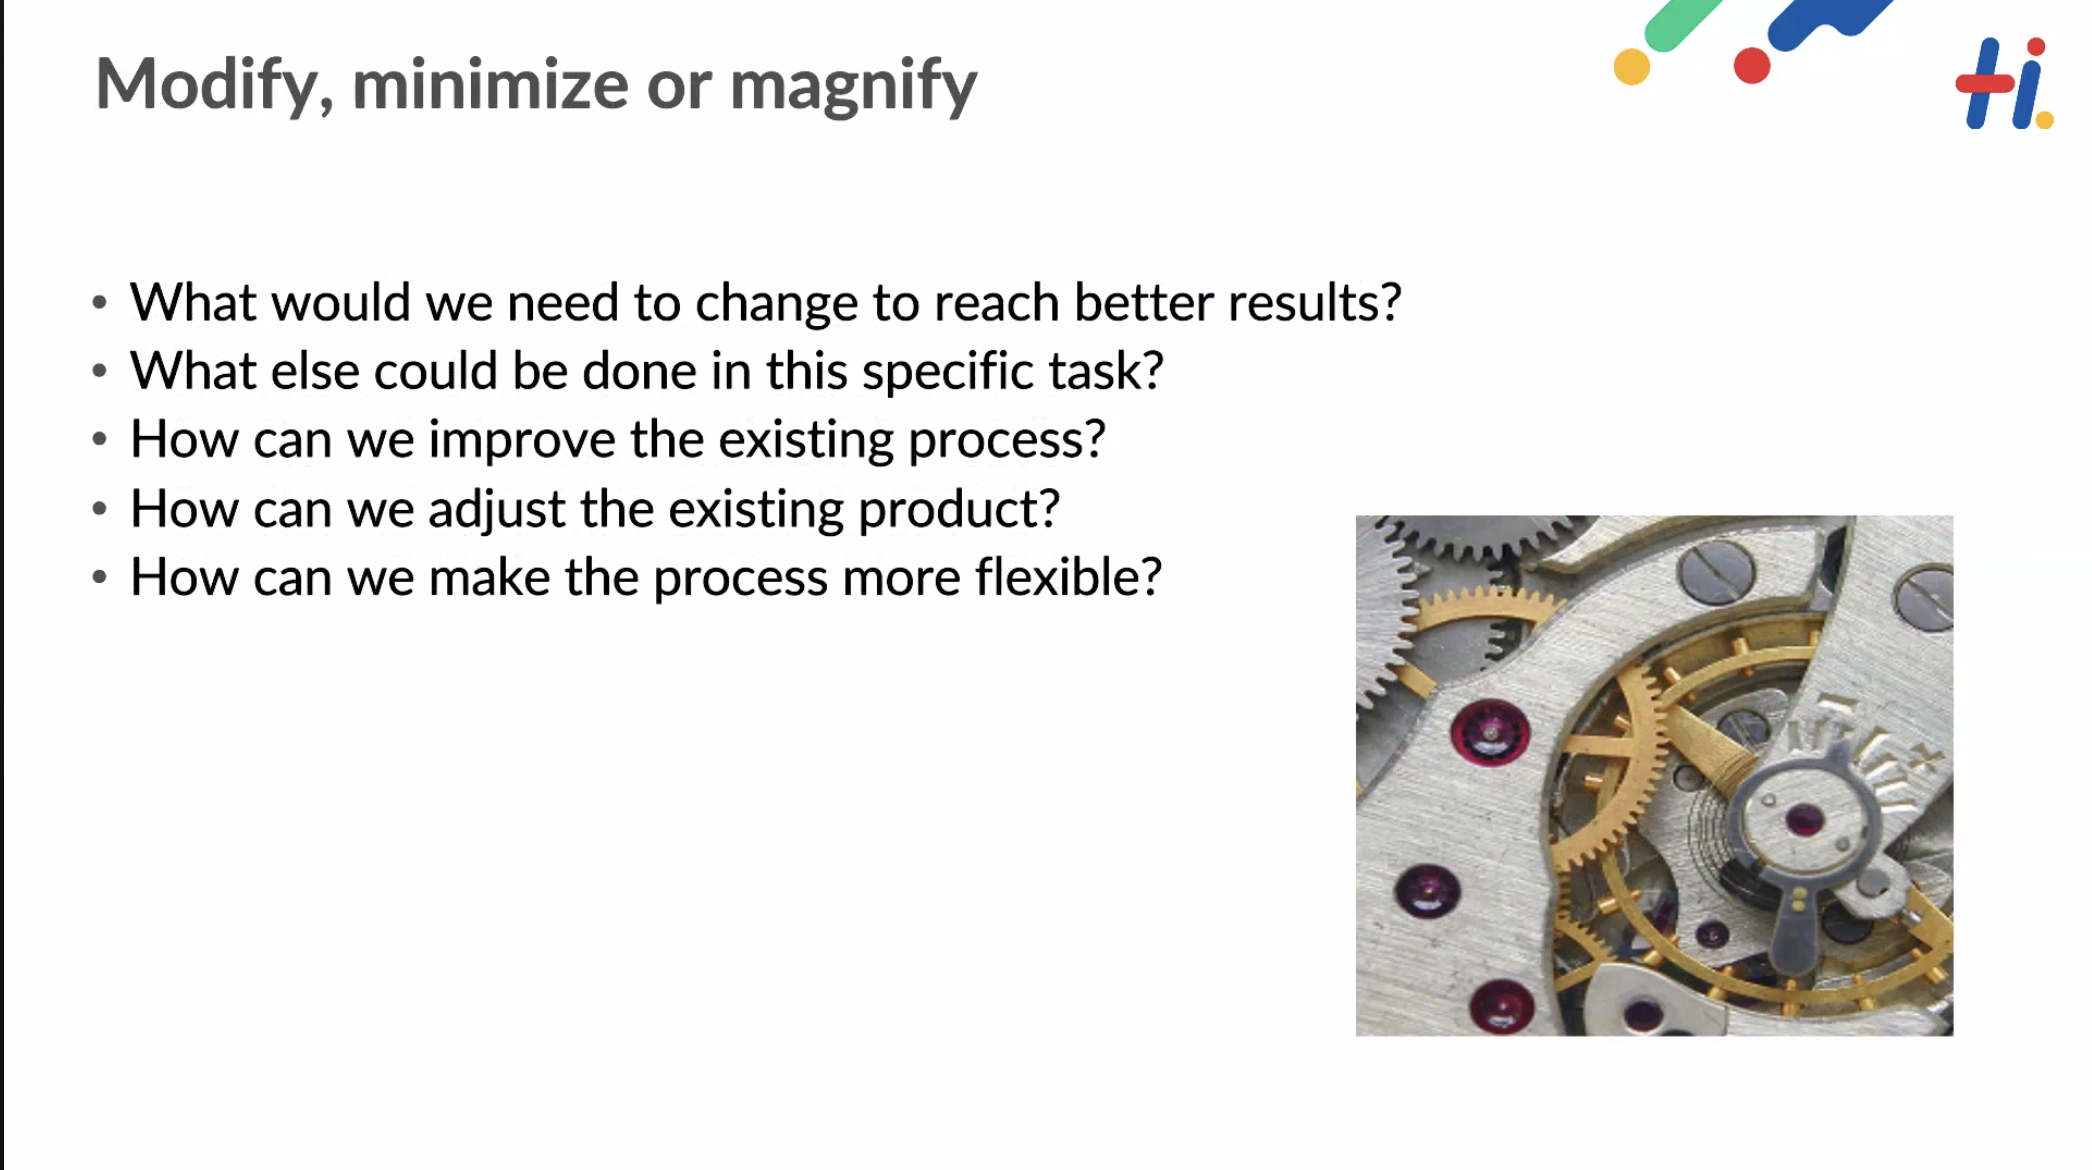 Modify, minimize or magnify
Hi.
• What would we need to change to reach better results?
• What else could be done in this specific task?
• How can we improve the existing process?
• How can we adjust the existing product?
• How can we make the process more flexible?